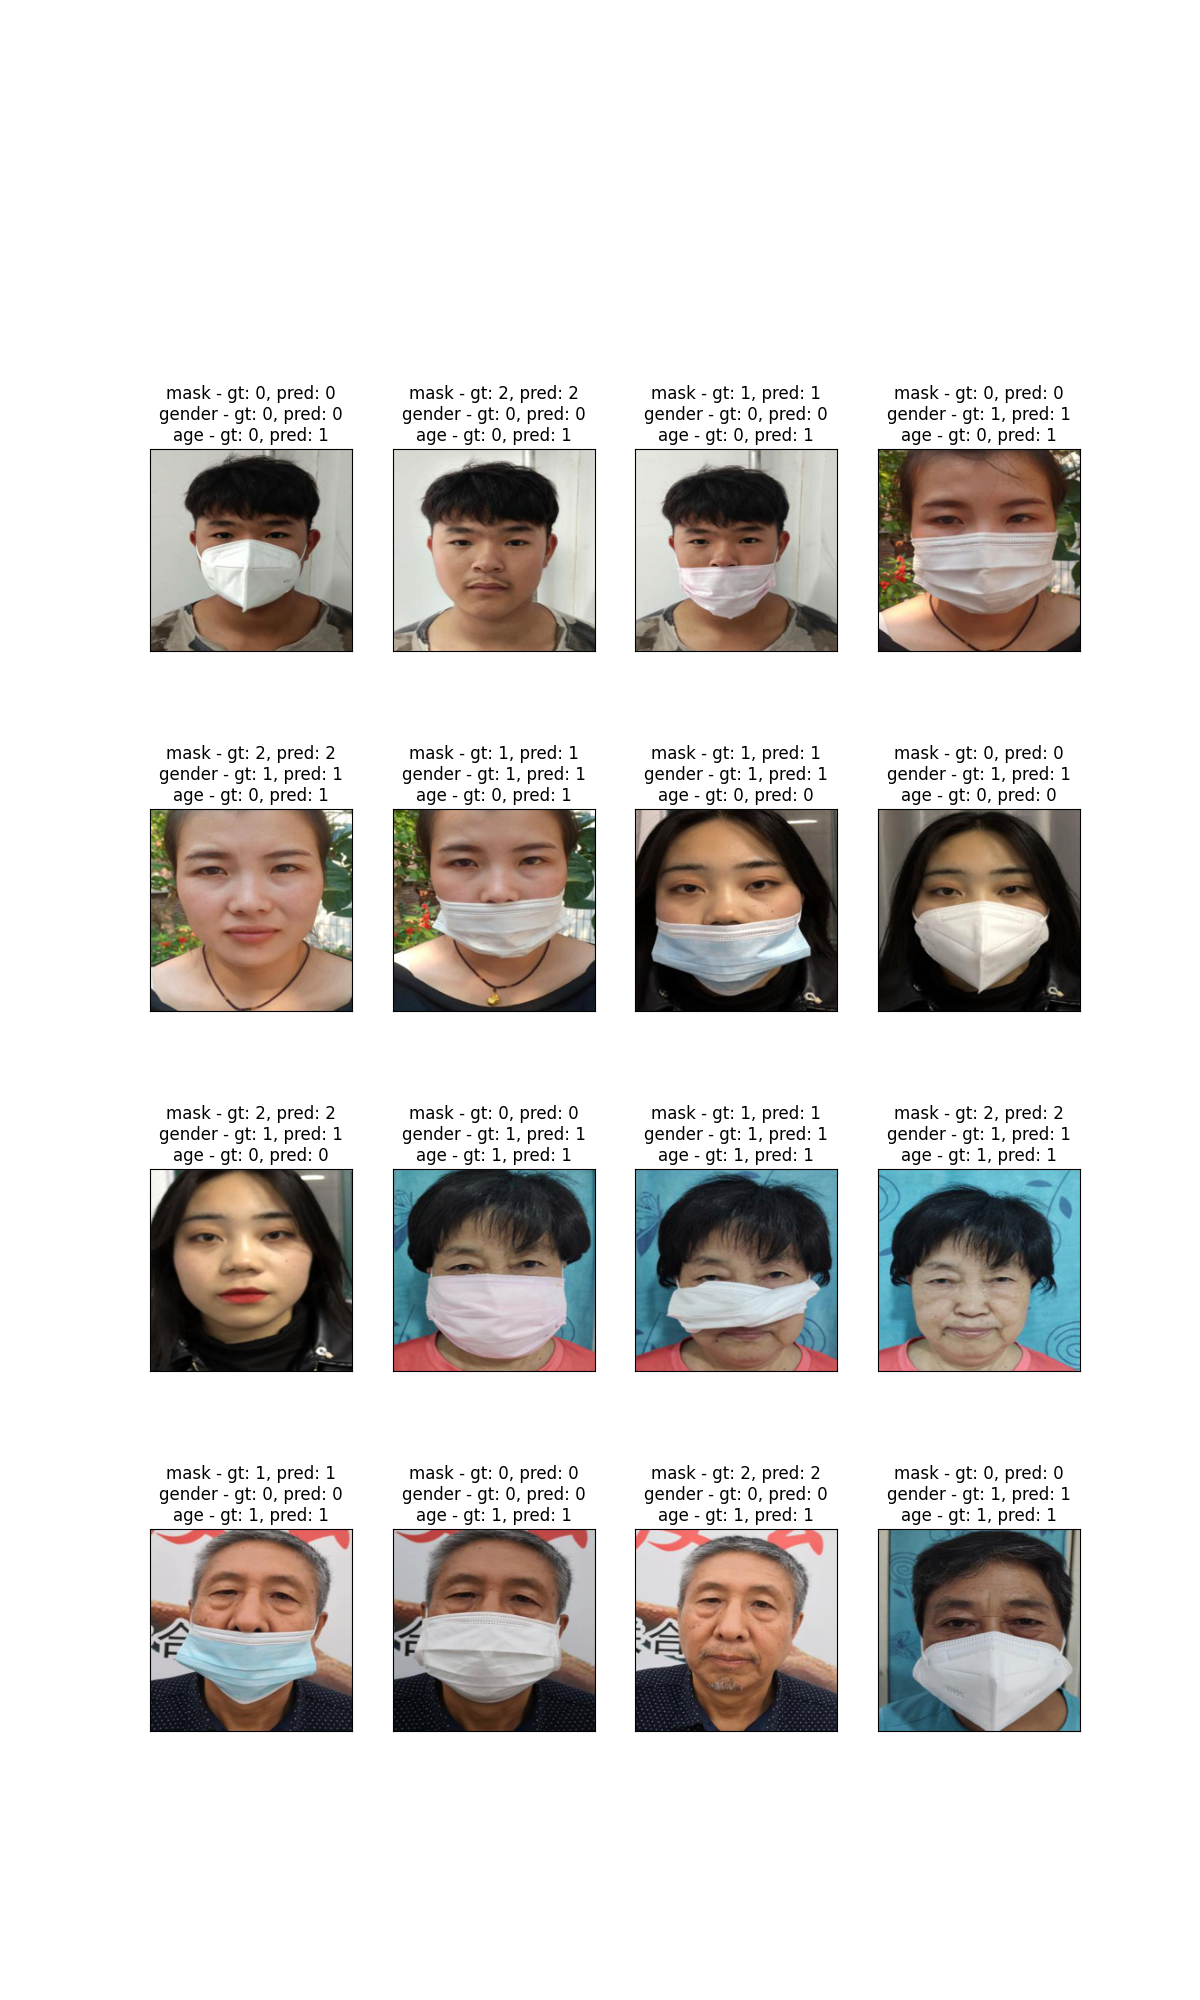 mask - gt: 0, pred: 0
gender - gt: 0, pred: 0
age - gt: 0, pred: 1
mask - gt: 2, pred: 2
gender - gt: 0, pred: 0
age - gt: 0, pred: 1
mask - gt: 1, pred: 1
gender - gt: 0, pred: 0
age - gt: 0, pred: 1
mask - gt: 0, pred: 0
gender - gt: 1, pred: 1
age - gt: 0, pred: 1
mask - gt: 2, pred: 2
gender - gt: 1, pred: 1
age - gt: 0, pred: 1
mask - gt: 1, pred: 1
gender - gt: 1, pred: 1
age - gt: 0, pred: 1
mask - gt: 1, pred: 1
gender - gt: 1, pred: 1
age - gt: 0, pred: 0
mask - gt: 0, pred: 0
gender - gt: 1, pred: 1
age - gt: 0, pred: 0
mask - gt: 2, pred: 2
gender - gt: 1, pred: 1
age - gt: 0, pred: 0
mask - gt: 0, pred: 0
gender - gt: 1, pred: 1
age - gt: 1, pred: 1
mask - gt: 1, pred: 1
gender - gt: 1, pred: 1
age - gt: 1, pred: 1
mask - gt: 2, pred: 2
gender - gt: 1, pred: 1
age - gt: 1, pred: 1
mask - gt: 1, pred: 1
gender - gt: 0, pred: 0
age - gt: 1, pred: 1
mask - gt: 0, pred: 0
gender - gt: 0, pred: 0
age - gt: 1, pred: 1
mask - gt: 2, pred: 2
gender - gt: 0, pred: 0
age - gt: 1, pred: 1
mask - gt: 0, pred: 0
gender - gt: 1, pred: 1
age - gt: 1, pred: 1